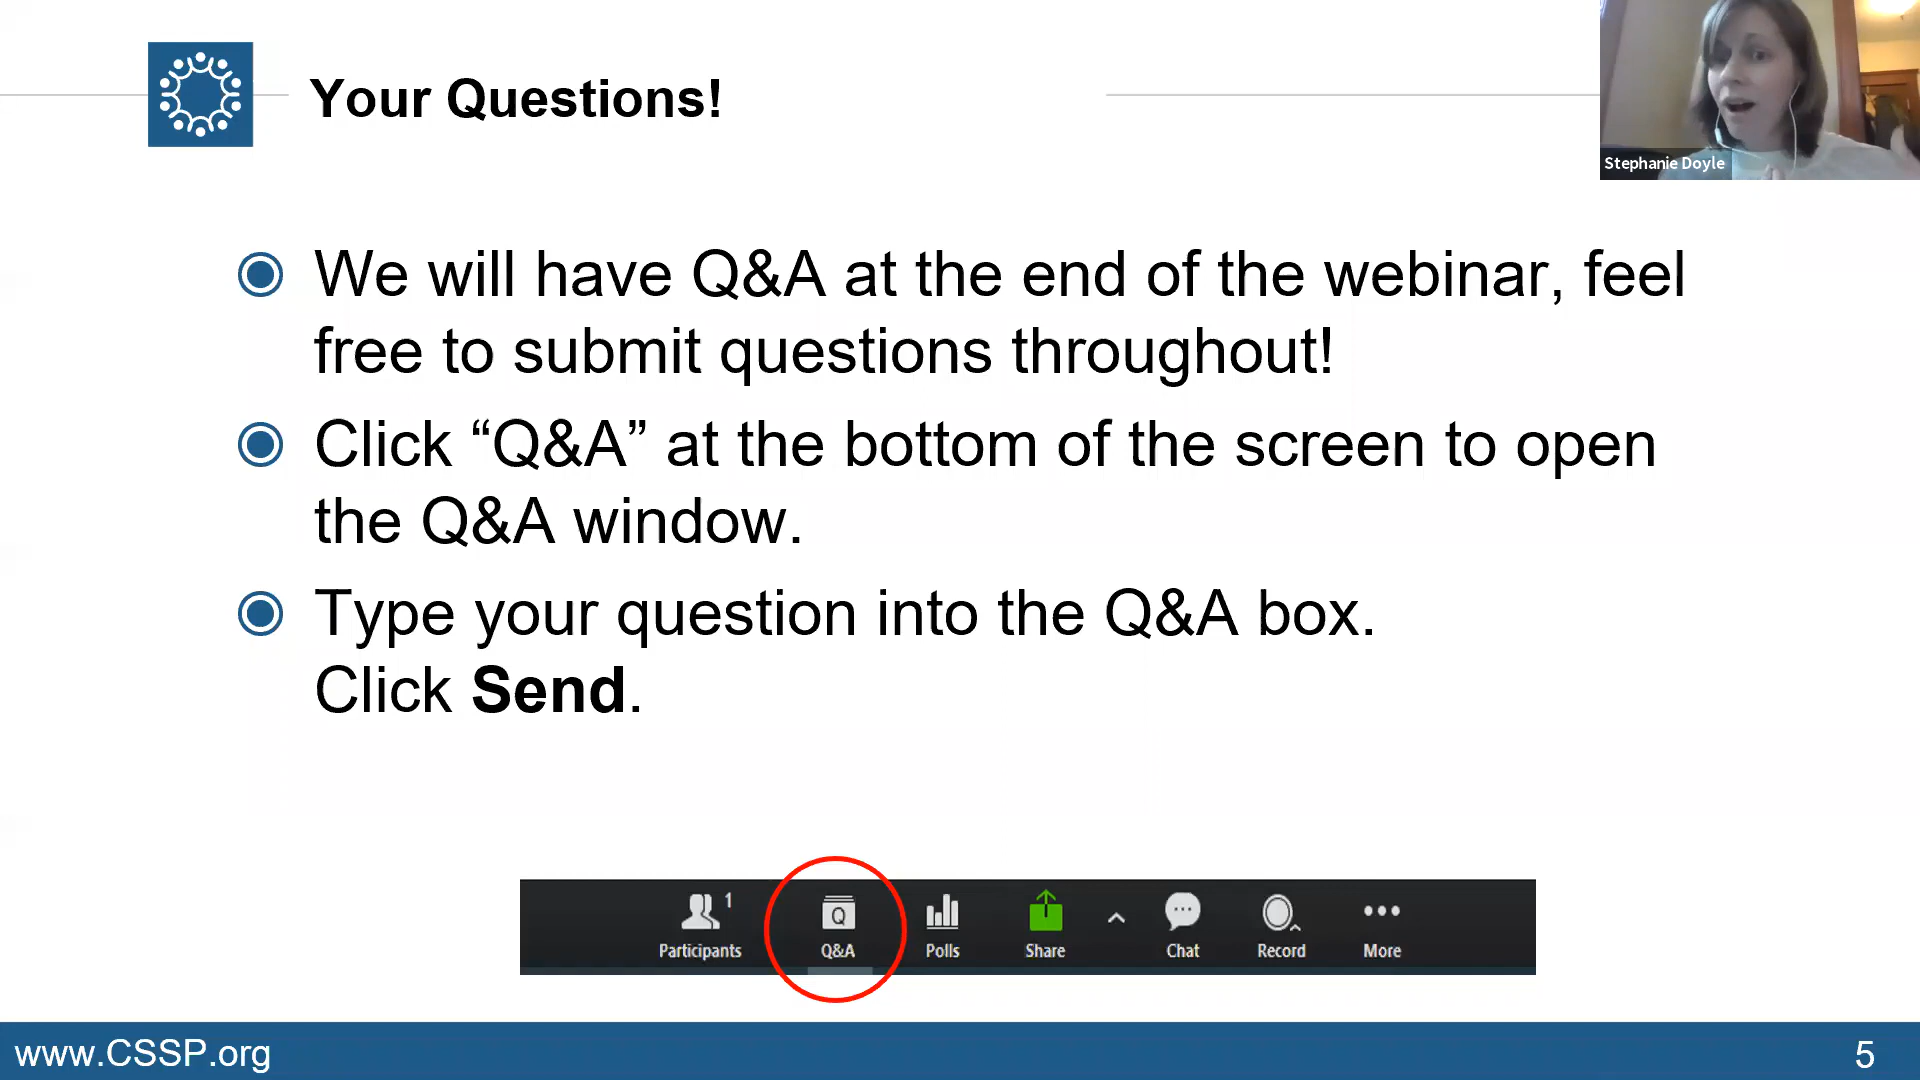 Your Questions!
Stephanie Doyle
We will have Q&A at the end of the webinar, feel
free to submit questions throughout!
Click “Q&A” at the bottom of the screen to open
the Q&A window.
Type your question into the Q&A box.
Click Send.
1
Q
Participants Q&A Polls Share Chat Record More
www.CSSP.org 5